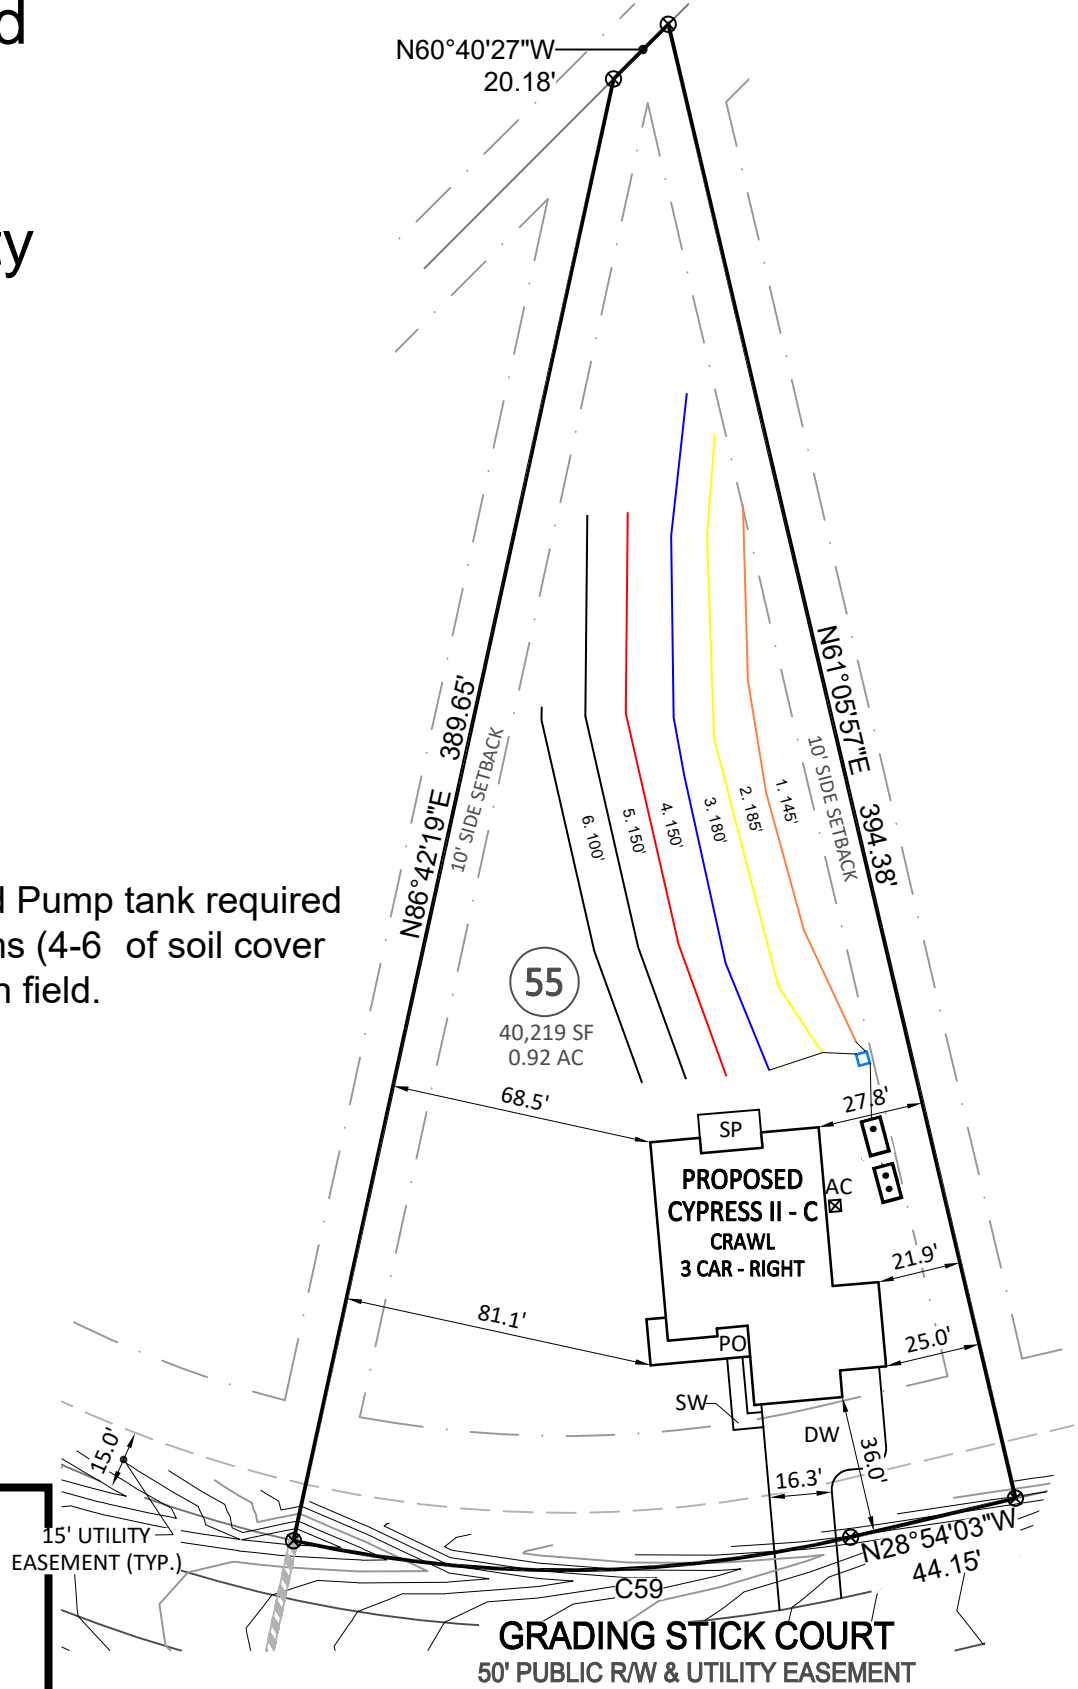 d
N60°40'27"W
20.18'
ty
N86°42'19"E 389.65'
10' SIDE SETBACK
N61°05'57"E 394.38'
10' SIDE SETBACK
1. 145'
2. 185'
3. 180'
4. 150'
5. 150'
6. 100'
d Pump tank required
ns (4-6 of soil cover
n field.
55
40,219 SF
0.92 AC
68.5'
27.8'
SP
PROPOSED
CYPRESS II - C
CRAWL
3 CAR - RIGHT
AC
21.9'
81.1'
25.0'
PO
SW
DW
36.0'
16.3'
15.0'
15' UTILITY
EASEMENT (TYP.)
N28°54'03"W
44.15'
C59
GRADING STICK COURT
50' PUBLIC R/W & UTILITY EASEMENT